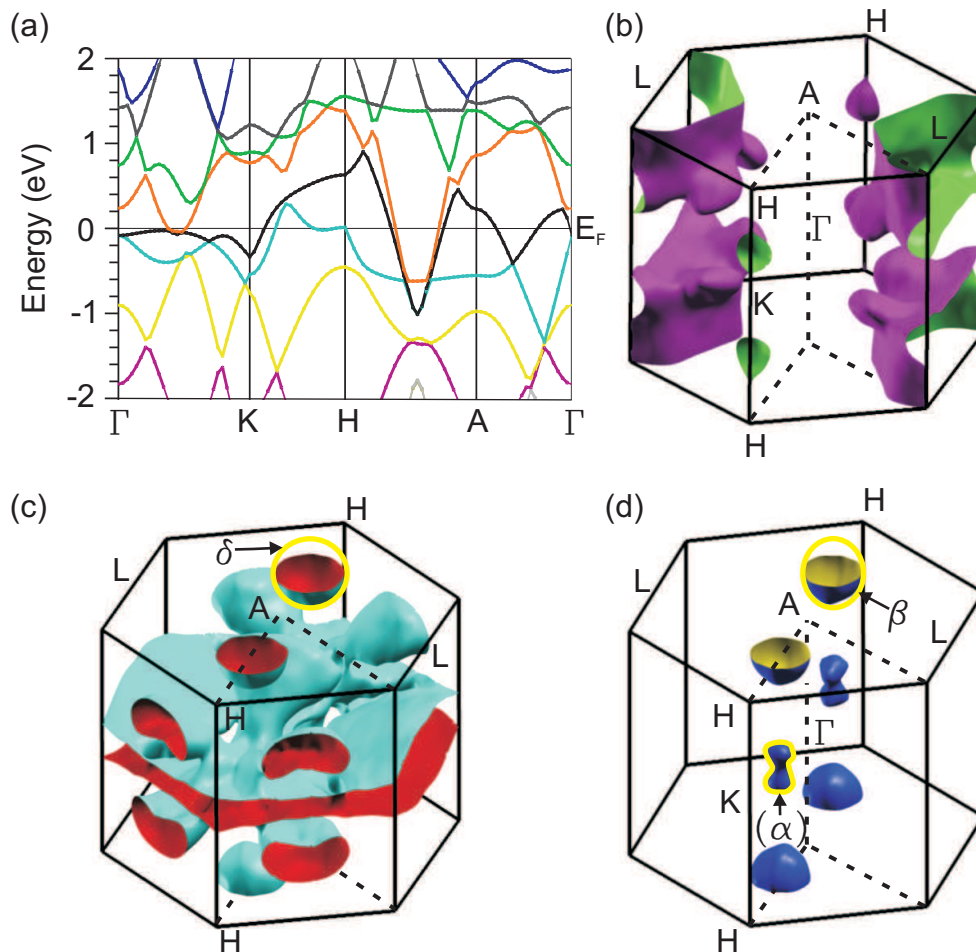 (a)
2
1
0
-1
-2
Energy (eV)
E_F
Γ K H A Γ
(b)
H
L
A
L
H
Γ
K
H
(c)
H
δ
L
A
L
H
H
(d)
H
L
A
β
L
H
Γ
K
(α)
H